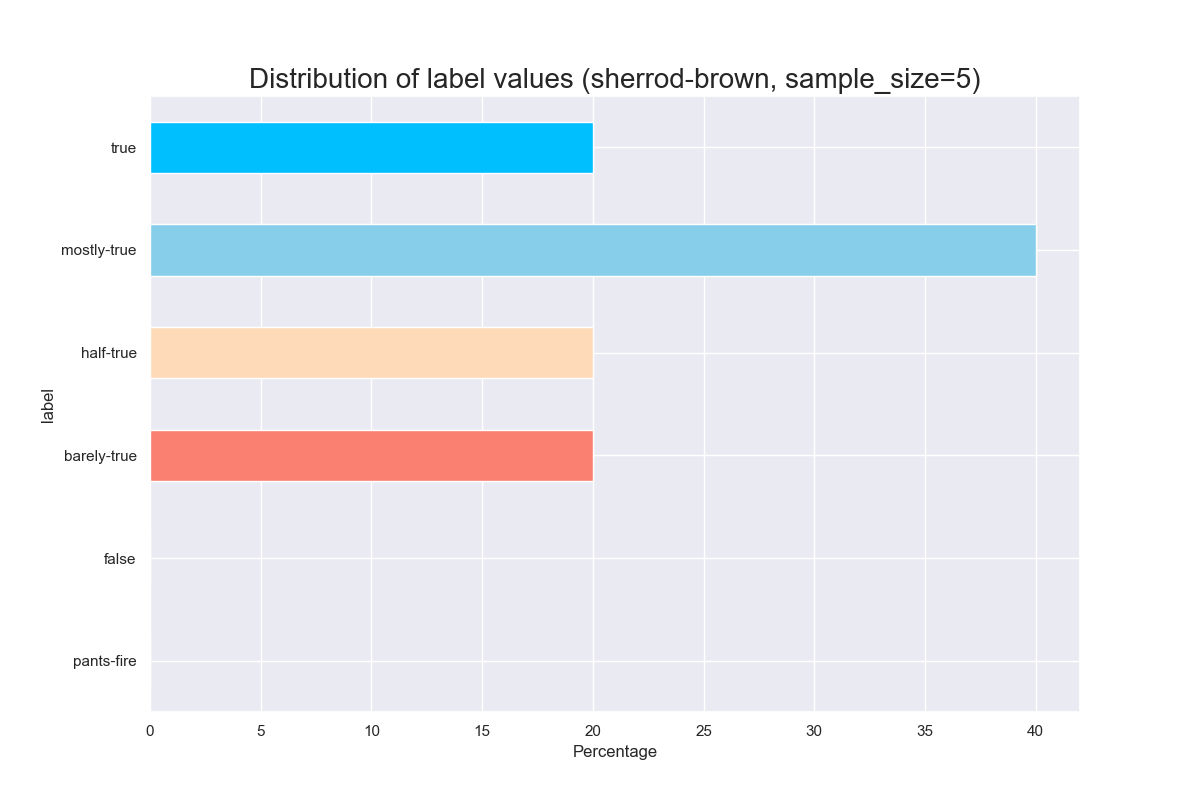 Distribution of label values (sherrod-brown, sample_size=5)
true
mostly-true
half-true
barely-true
false
pants-fire
label
0 5 10 15 20 25 30 35 40
Percentage